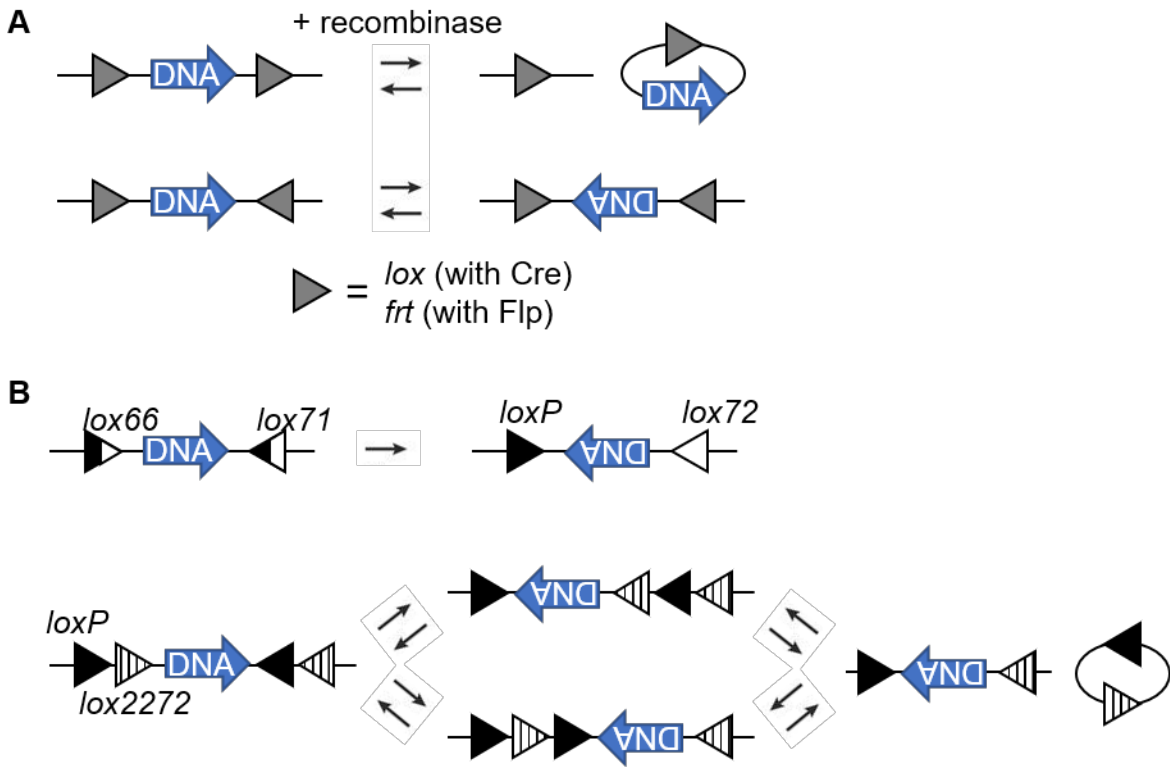 A
+ recombinase
DNA
DNA
DNA
DNA
= lox (with Cre)
frt (with Flp)
B
lox66
lox71
loxP
lox72
DNA
DNA
DNA
loxP
DNA
DNA
lox2272
DNA
DNA